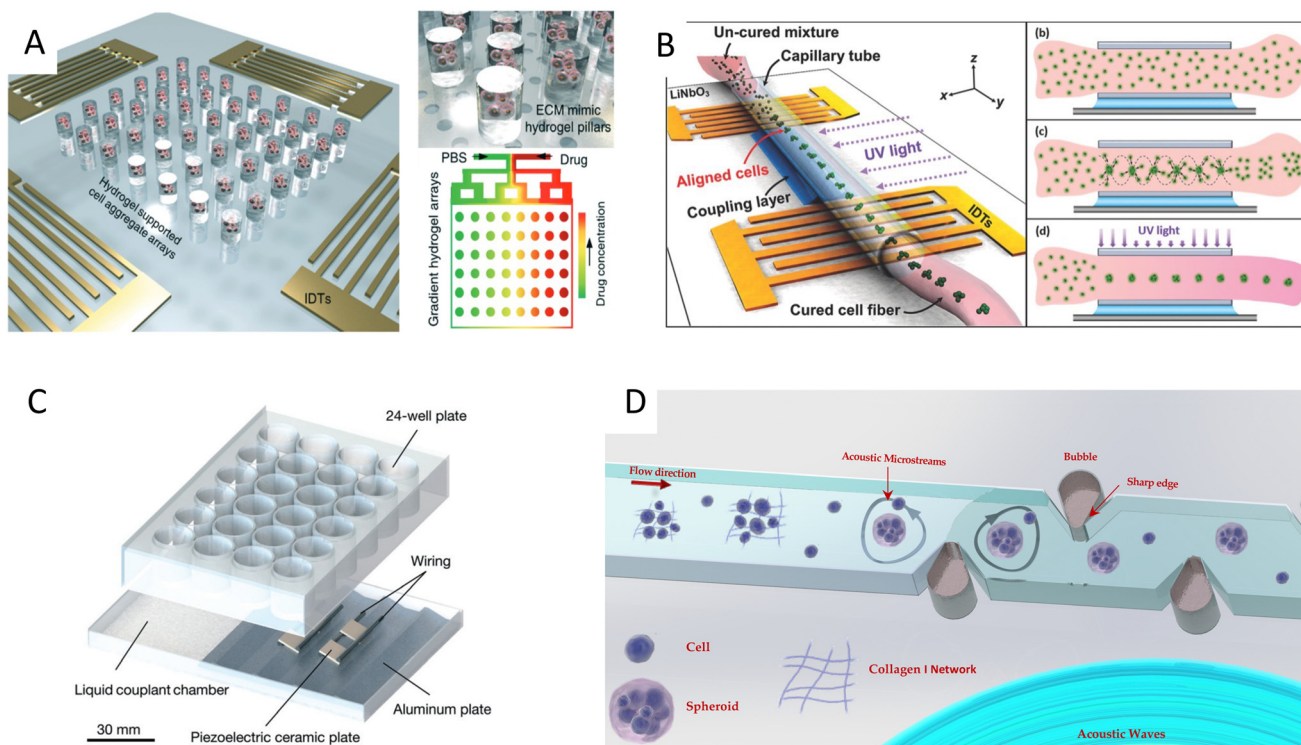 A
Hydrogel supported
cell aggregate arrays
IDTs
ECM mimic
hydrogel pillars
PBS
Drug
Gradient hydrogel arrays
Drug concentration
B
Un-cured mixture
Capillary tube
LiNbO3
z
x
y
UV light
Aligned cells
Coupling layer
IDTs
Cured cell fiber
(b)
(c)
(d)
UV light
C
24-well plate
Wiring
Liquid couplant chamber
Aluminum plate
Piezoelectric ceramic plate
30 mm
D
Flow direction
Acoustic Microstreams
Bubble
Sharp edge
Cell
Collagen I Network
Spheroid
Acoustic Waves